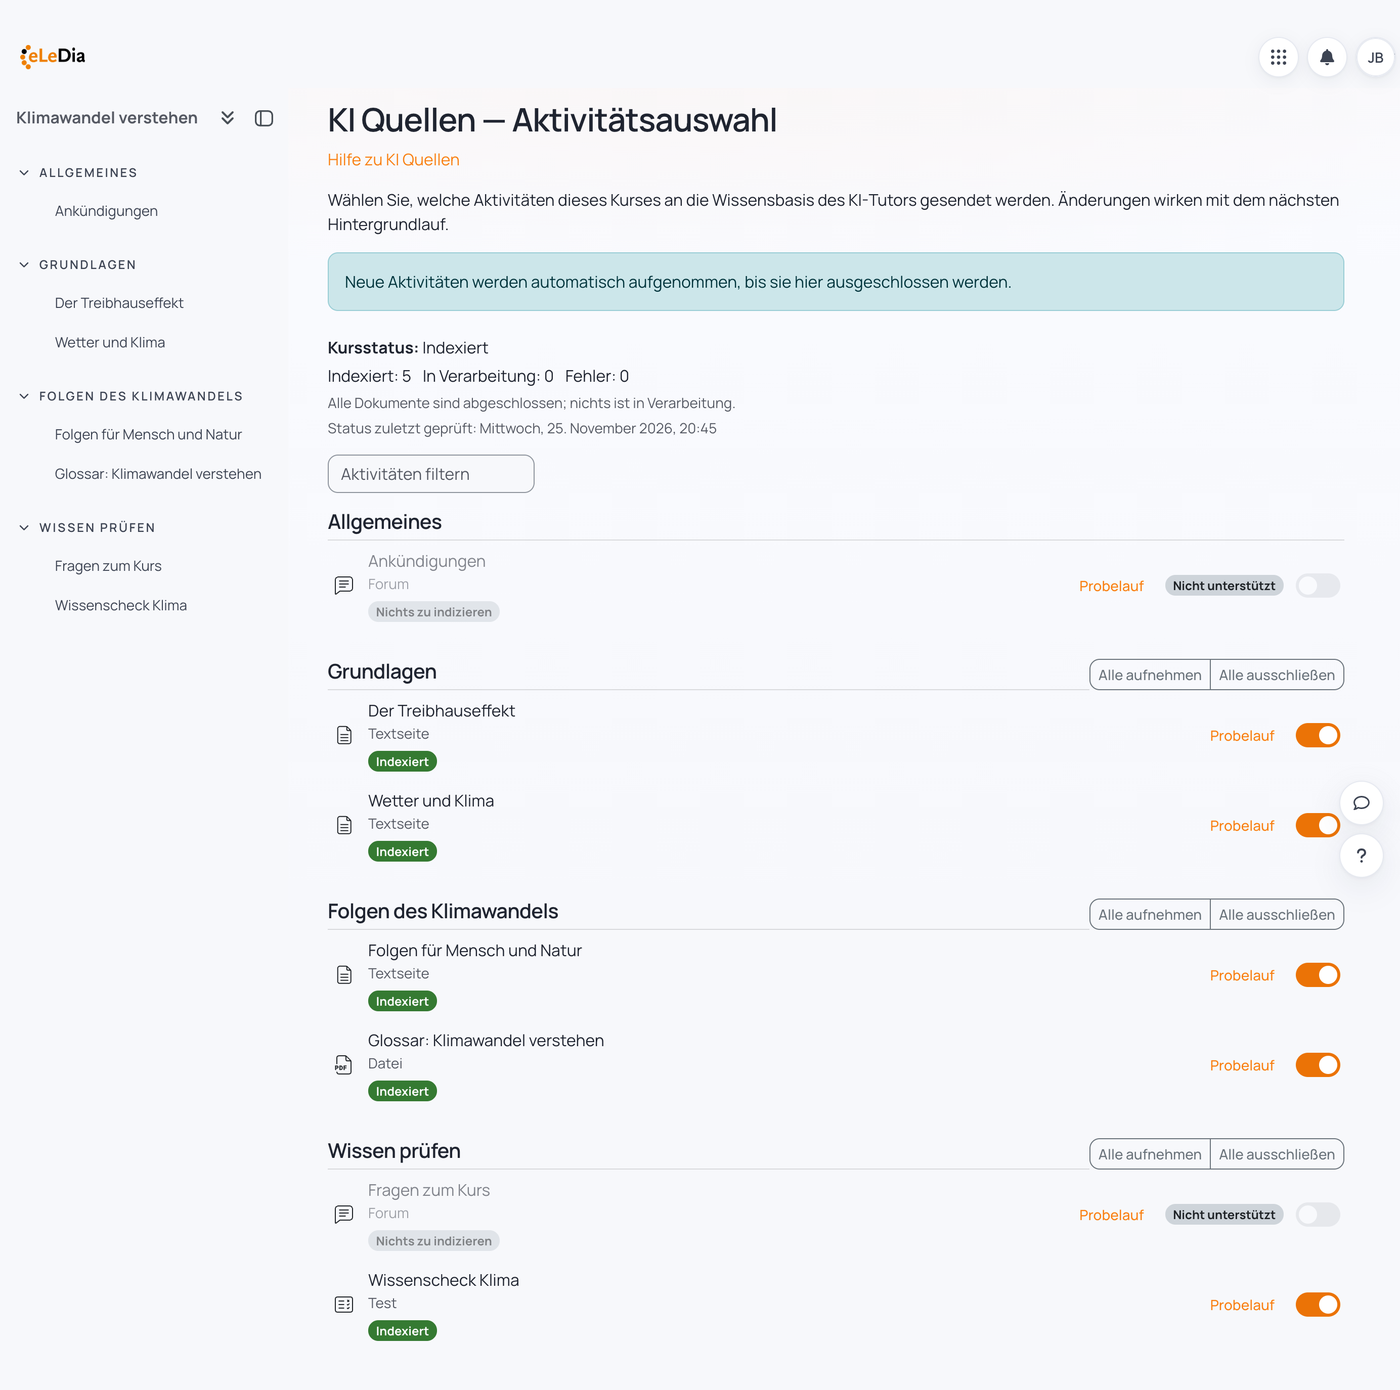 eLeDia
JB
Klimawandel verstehen
ALLGEMEINES
Ankündigungen
GRUNDLAGEN
Der Treibhauseffekt
Wetter und Klima
FOLGEN DES KLIMAWANDELS
Folgen für Mensch und Natur
Glossar: Klimawandel verstehen
WISSEN PRÜFEN
Fragen zum Kurs
Wissenscheck Klima
KI Quellen — Aktivitätsauswahl
Hilfe zu KI Quellen
Wählen Sie, welche Aktivitäten dieses Kurses an die Wissensbasis des KI-Tutors gesendet werden. Änderungen wirken mit dem nächsten
Hintergrundlauf.
Neue Aktivitäten werden automatisch aufgenommen, bis sie hier ausgeschlossen werden.
Kursstatus: Indexiert
Indexiert: 5 In Verarbeitung: 0 Fehler: 0
Alle Dokumente sind abgeschlossen; nichts ist in Verarbeitung.
Status zuletzt geprüft: Mittwoch, 25. November 2026, 20:45
Aktivitäten filtern
Allgemeines
Ankündigungen
Forum
Nichts zu indizieren
Probelauf Nicht unterstützt
Grundlagen
Alle aufnehmen Alle ausschließen
Der Treibhauseffekt
Textseite
Indexiert
Probelauf
Wetter und Klima
Textseite
Indexiert
Probelauf
?
Folgen des Klimawandels
Alle aufnehmen Alle ausschließen
Folgen für Mensch und Natur
Textseite
Indexiert
Probelauf
Glossar: Klimawandel verstehen
PDF
Datei
Indexiert
Probelauf
Wissen prüfen
Alle aufnehmen Alle ausschließen
Fragen zum Kurs
Forum
Nichts zu indizieren
Probelauf Nicht unterstützt
Wissenscheck Klima
Test
Indexiert
Probelauf